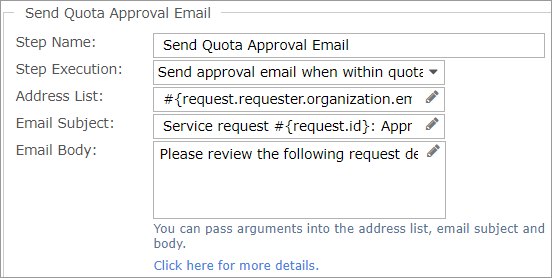 Send Quota Approval Email
Step Name: Send Quota Approval Email
Step Execution: Send approval email when within quota
Address List: #{request.requester.organization.em
Email Subject: Service request #{request.id}: Appr
Email Body: Please review the following request de
You can pass arguments into the address list, email subject and
body.
Click here for more details.